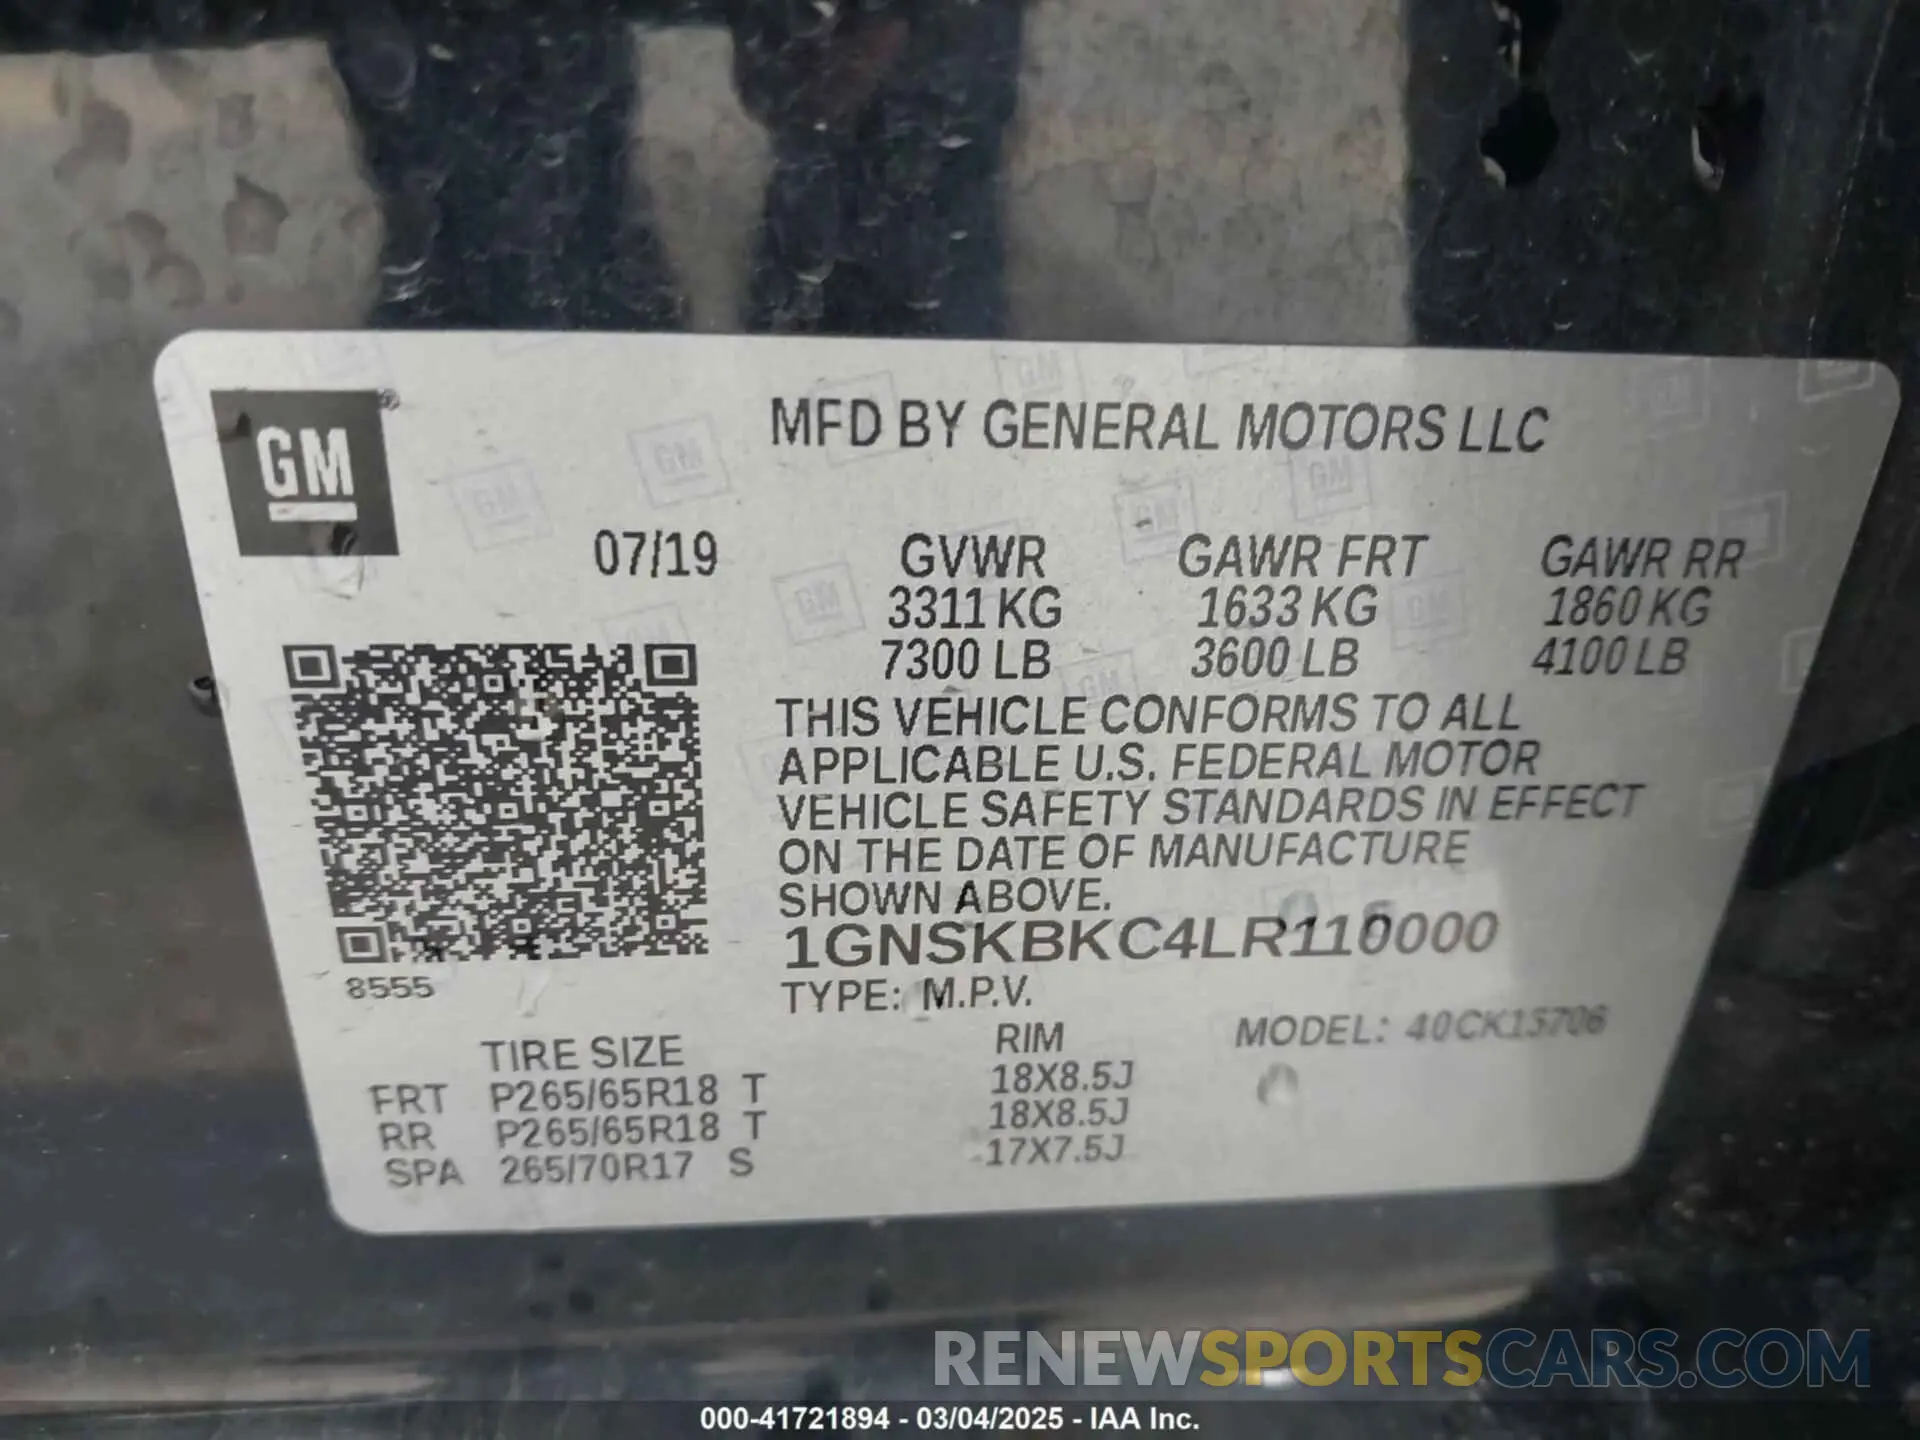 GM
MFD BY GENERAL MOTORS LLC
07/19 GVWR GAWR FRT GAWR RR
3311 KG 1633 KG 1860 KG
7300 LB 3600 LB 4100 LB
THIS VEHICLE CONFORMS TO ALL
APPLICABLE U.S. FEDERAL MOTOR
VEHICLE SAFETY STANDARDS IN EFFECT
ON THE DATE OF MANUFACTURE
SHOWN ABOVE.
1GNSKBKC4LR110000
8555
TYPE: M.P.V.
TIRE SIZE RIM MODEL: 40CK15706
FRT P265/65R18 T 18X8.5J
RR P265/65R18 T 18X8.5J
SPA 265/70R17 S 17X7.5J
RENEWSPORTSCARS.COM
000-41721894 - 03/04/2025 - IAA Inc.